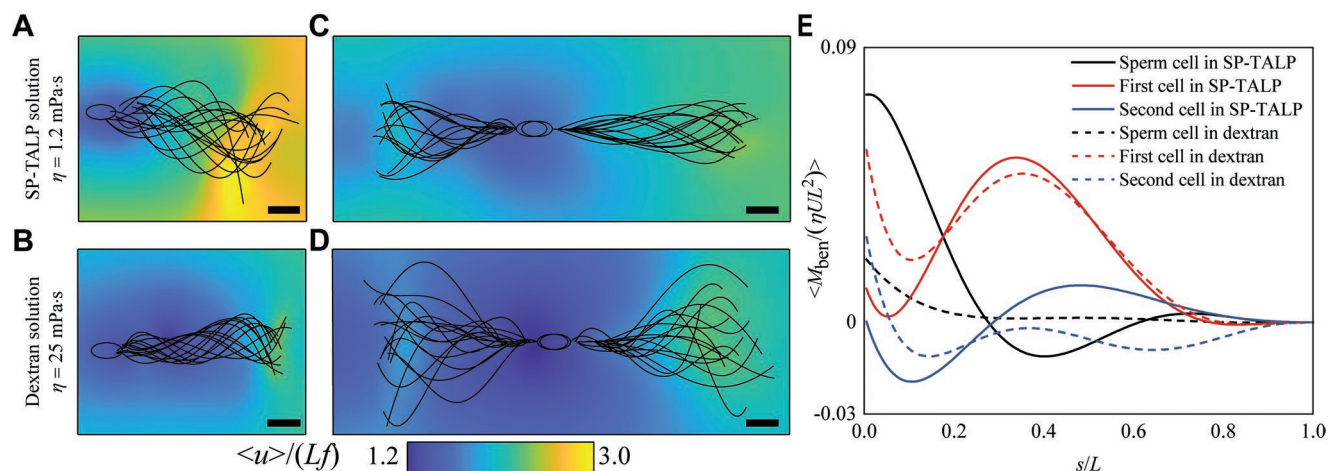 A
SP-TALP solution
η = 1.2 mPa·s
B
Dextran solution
η = 25 mPa·s
C
D
<u>/(Lf)
1.2
3.0
E
0.09
0
-0.03
<M_ben/(ηUL²)>
Sperm cell in SP-TALP
First cell in SP-TALP
Second cell in SP-TALP
Sperm cell in dextran
First cell in dextran
Second cell in dextran
0.0
0.2
0.4
0.6
0.8
1.0
s/L